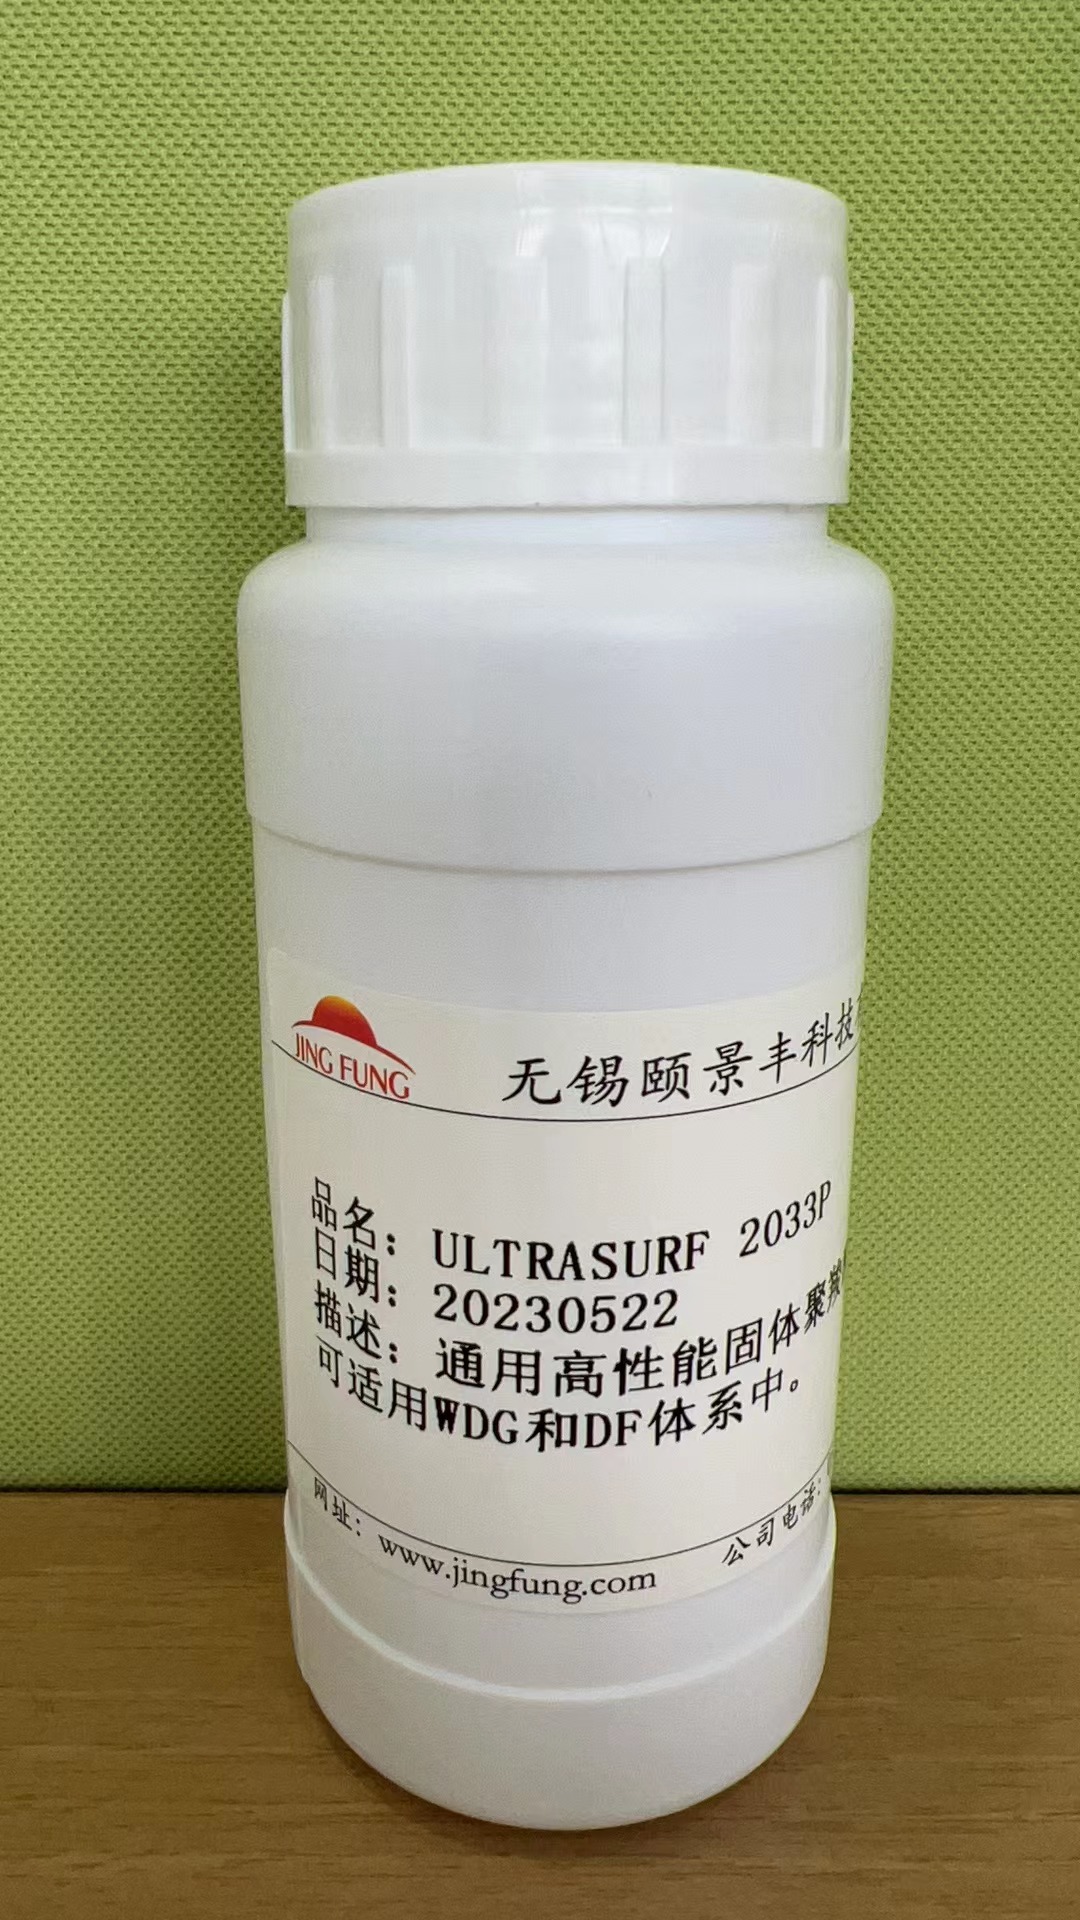 JING FUNG
无锡颐景丰科技
品名：ULTRASURF 2033P
日期：20230522
描述：通用高性能固体聚羧
可适用WDG和DF体系中。
网址：www.jingfung.com
公司电话：